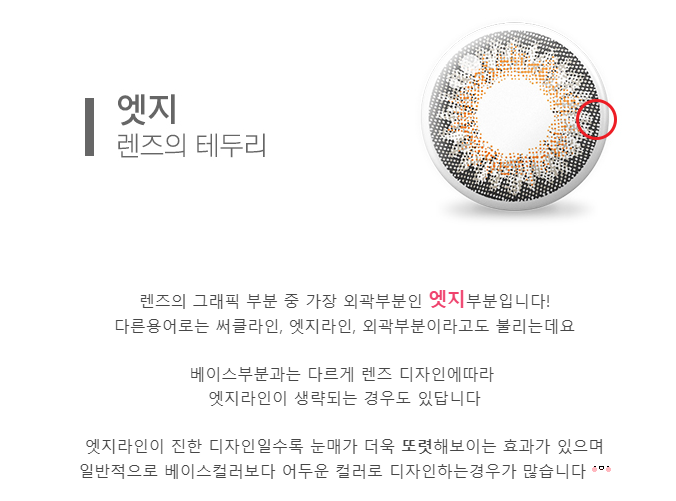 엣지
렌즈의 테두리
렌즈의 그래픽 부분 중 가장 외곽부분인 엣지부분입니다!
다른용어로는 써클라인, 엣지라인, 외곽부분이라고도 불리는데요
베이스부분과는 다르게 렌즈 디자인에따라
엣지라인이 생략되는 경우도 있답니다
엣지라인이 진한 디자인일수록 눈매가 더욱 또렷해보이는 효과가 있으며
일반적으로 베이스컬러보다 어두운 컬러로 디자인하는경우가 많습니다